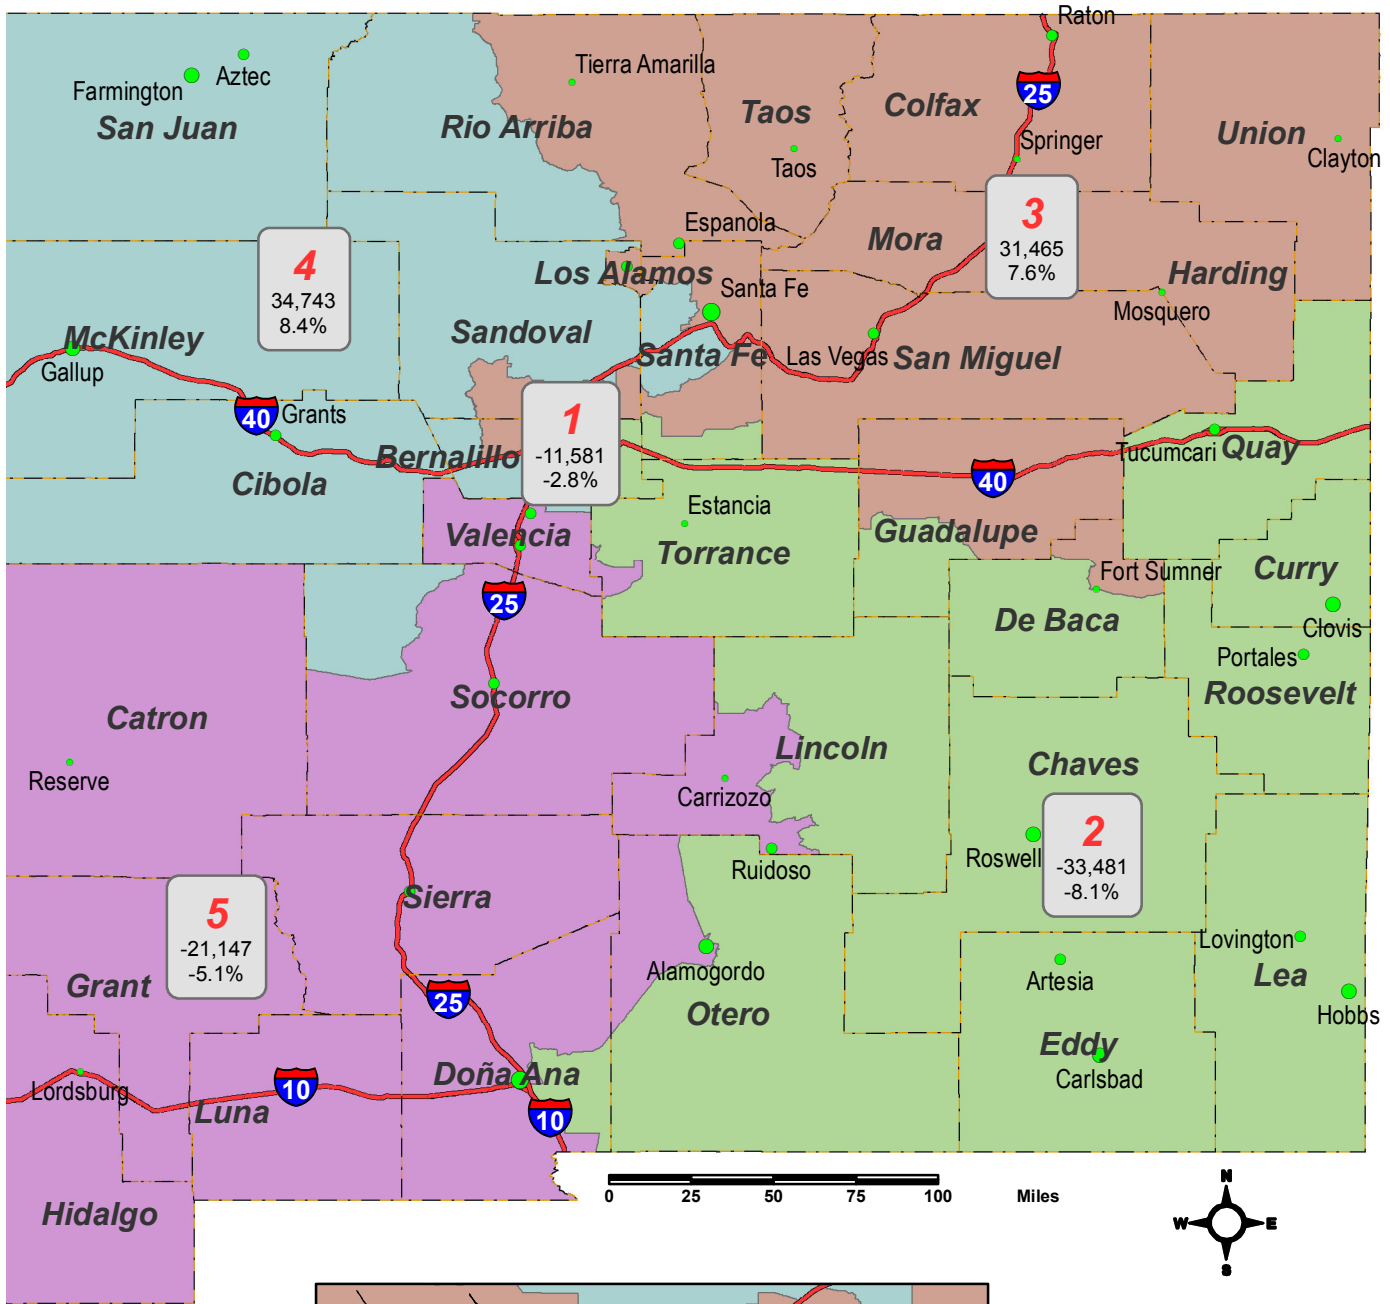 Raton
Aztec
Farmington
San Juan
Tierra Amarilla
Rio Arriba
Taos
Taos
Colfax
25
Springer
Union
Clayton
3
31,465
7.6%
4
34,743
8.4%
Espanola
Mora
Harding
Los Alamos
Santa Fe
Mosquero
McKinley
Gallup
Sandoval
Santa Fe
Las Vegas
San Miguel
40
Grants
1
-11,581
-2.8%
Bernalillo
Cibola
Tucumcari
Quay
40
Estancia
Valencia
Torrance
Guadalupe
Fort Sumner
Curry
25
De Baca
Clovis
Portales
Roosevelt
Socorro
Catron
Reserve
Lincoln
Carrizozo
Chaves
2
-33,481
-8.1%
Roswell
Ruidoso
5
-21,147
-5.1%
Sierra
Grant
Alamogordo
Otero
Lovington
Artesia
Lea
Hobbs
25
Eddy
Carlsbad
Doña Ana
Lordsburg
10
Luna
10
0 25 50 75 100 Miles
Hidalgo
N
W E
S